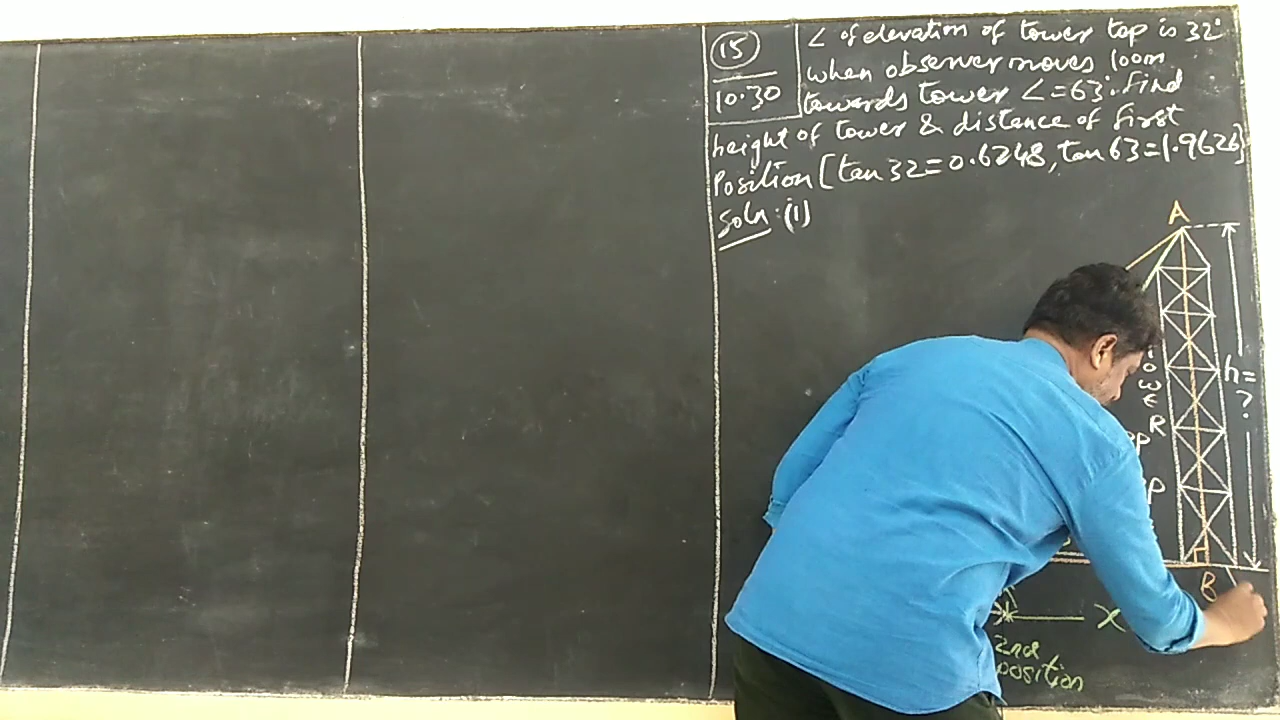 15
10.30
∠ of elevation of tower top is 32°
when observer moves 100m
towards tower ∠=63°. Find
height of tower & distance of first
Position [tan 32=0.6248, tan 63=1.9626]
Soln: (i)
A
h=
?
OWER
B
X
2nd
position